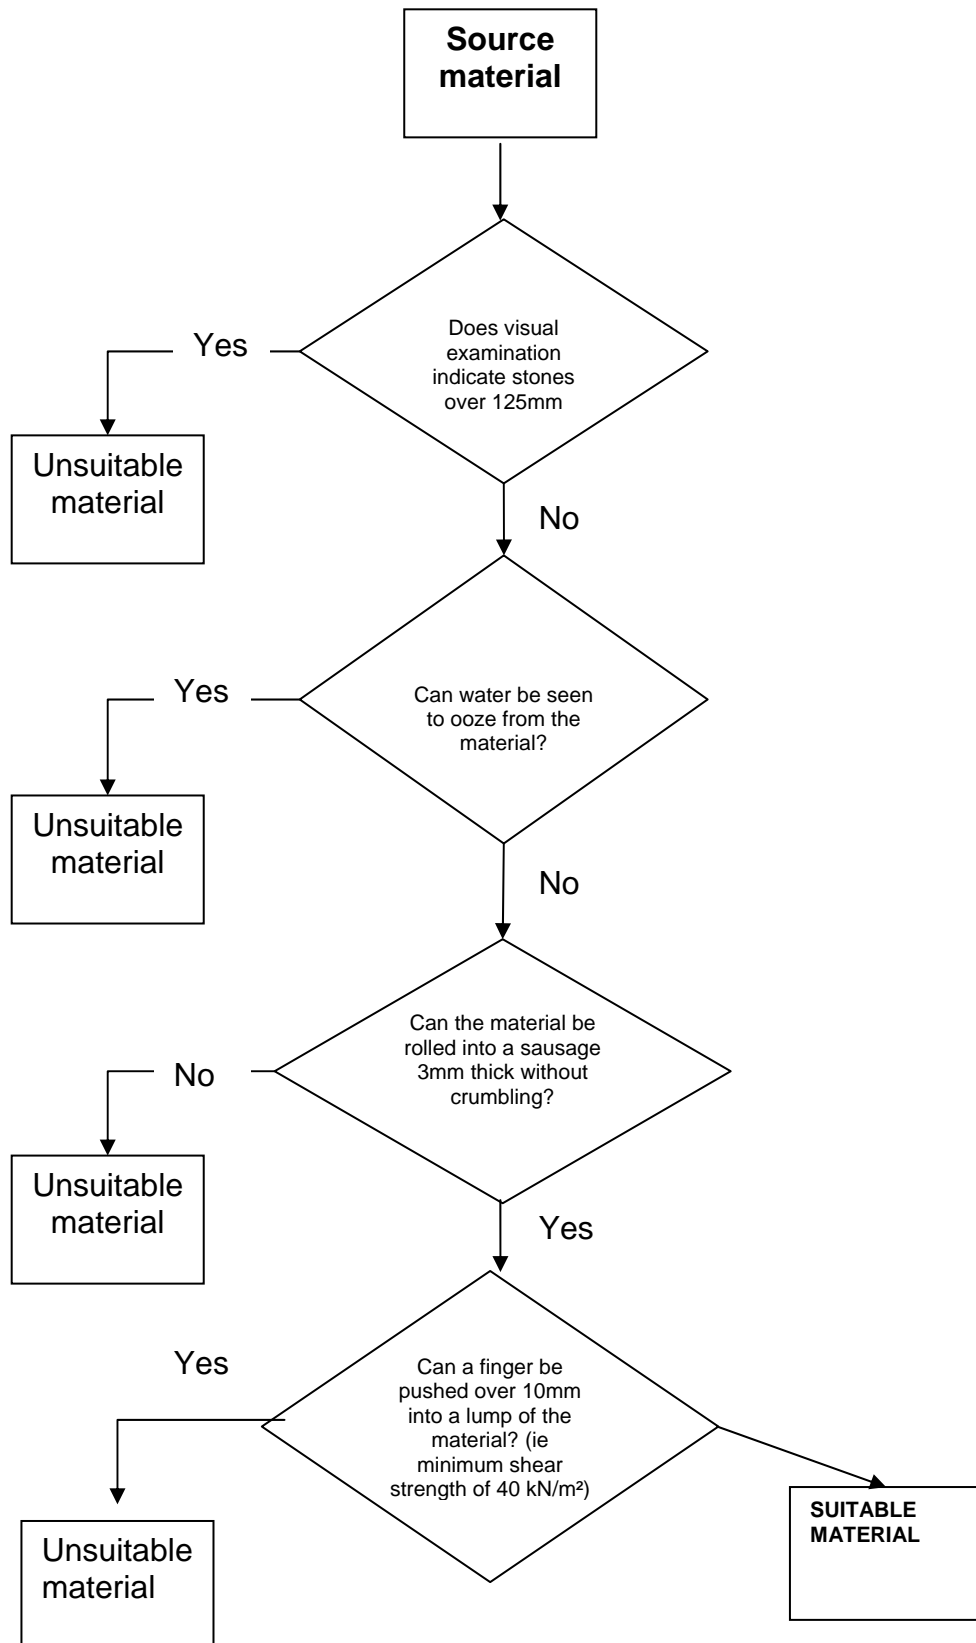 Source
material
Does visual
examination
indicate stones
over 125mm
Yes
Unsuitable
material
No
Can water be seen
to ooze from the
material?
Yes
Unsuitable
material
No
Can the material be
rolled into a sausage
3mm thick without
crumbling?
No
Unsuitable
material
Yes
Can a finger be
pushed over 10mm
into a lump of the
material? (ie
minimum shear
strength of 40 kN/m²)
Yes
Unsuitable
material
SUITABLE
MATERIAL